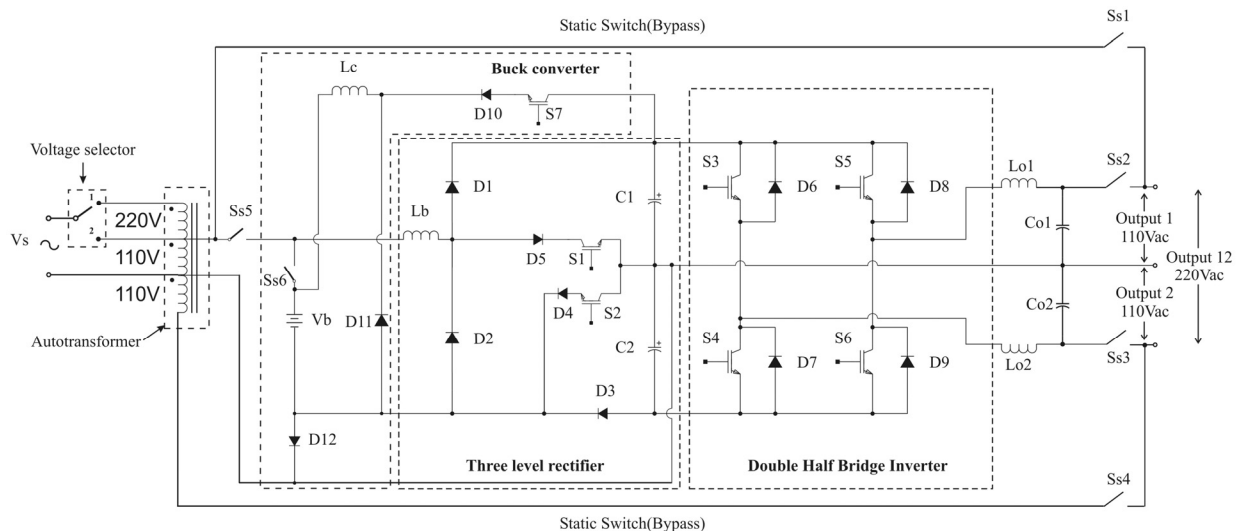 Static Switch(Bypass)
Ss1
Lc
Buck converter
D10
S7
Voltage selector
1
2
Vs
220V
110V
110V
Autotransformer
Ss5
Ss6
Vb
D11
D12
Lb
D1
D2
D5
S1
D4
S2
D3
C1
C2
Three level rectifier
S3
D6
S5
D8
S4
D7
S6
D9
Double Half Bridge Inverter
Lo1
Lo2
Co1
Co2
Ss2
Ss3
Output 1
110Vac
Output 2
110Vac
Output 12
220Vac
Ss4
Static Switch(Bypass)